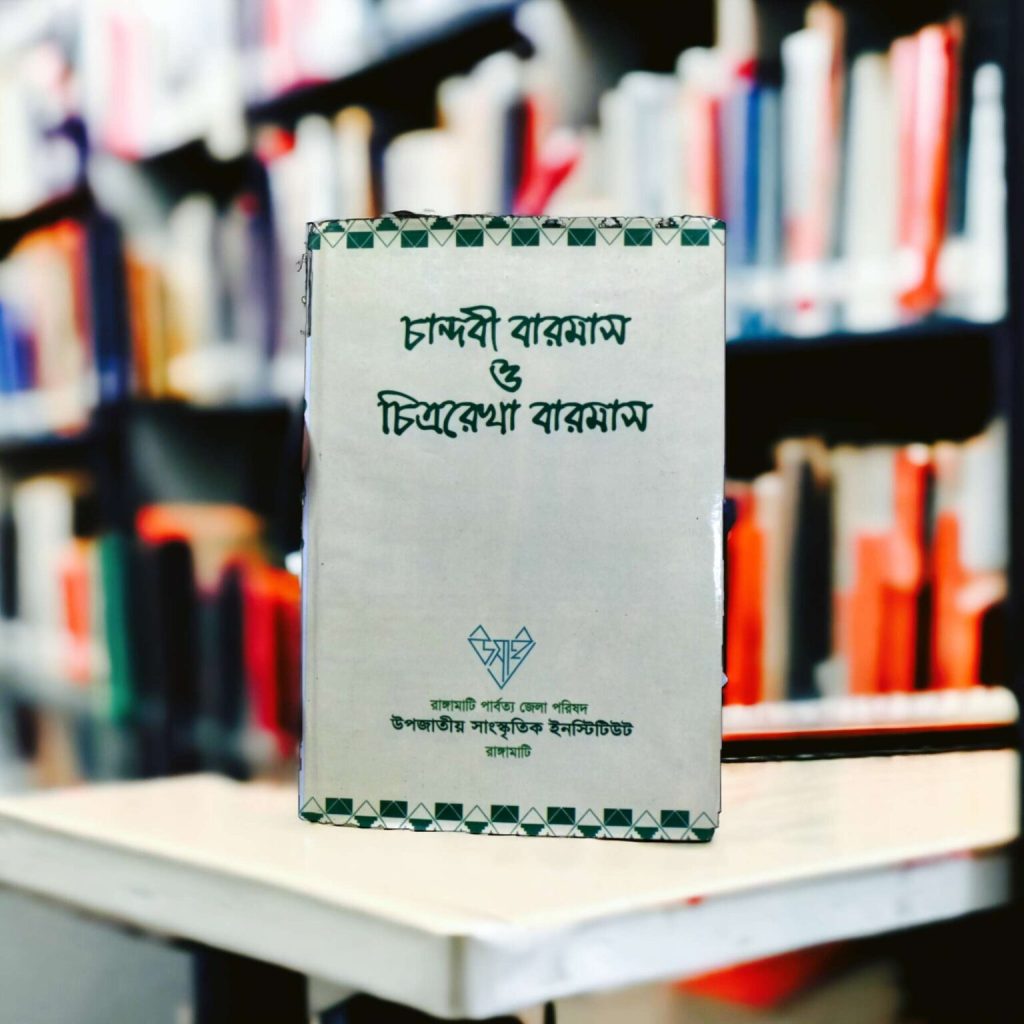 চান্দবী বারমাস
ও
চিত্ররেখা বারমাস
রাঙ্গামাটি পার্বত্য জেলা পরিষদ
উপজাতীয় সাংস্কৃতিক ইনস্টিটিউট
রাঙ্গামাটি